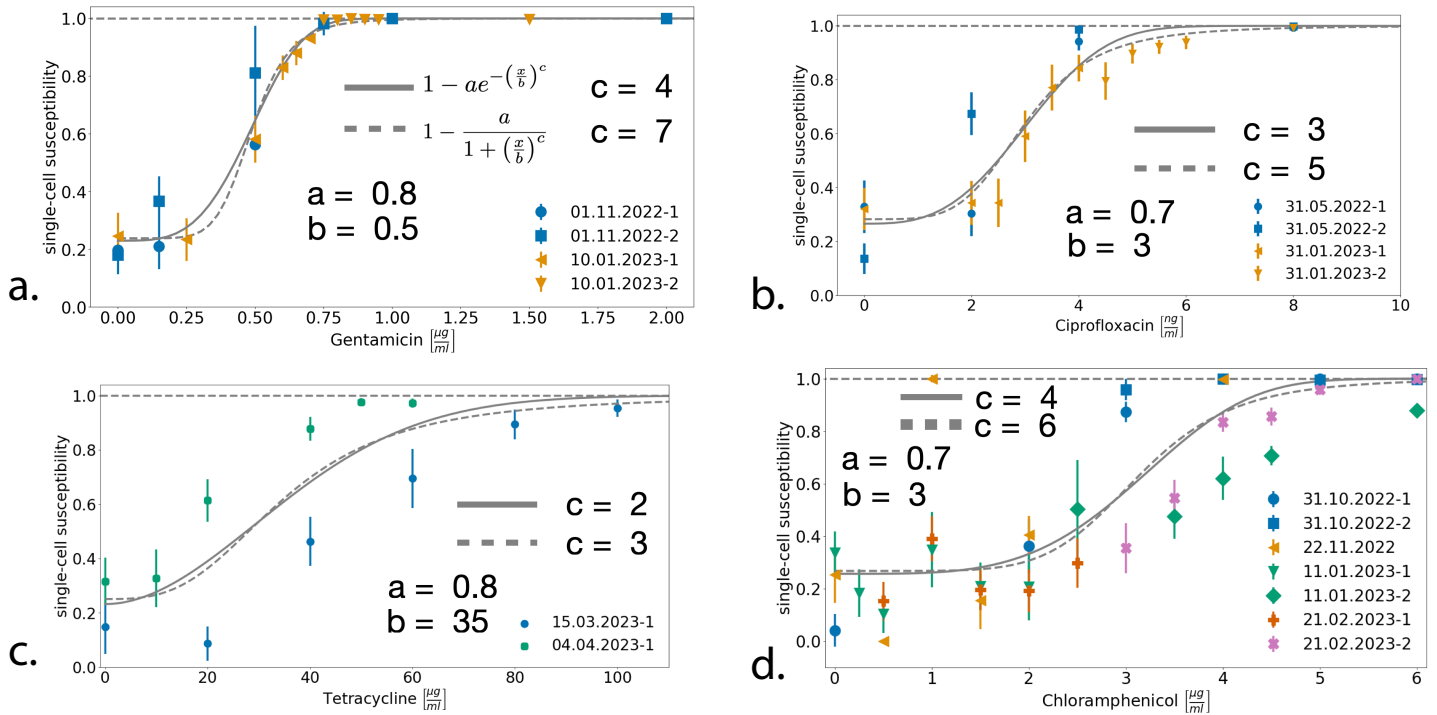 a.
single-cell susceptibility
1.0
0.8
0.6
0.4
0.2
0.0
1 − ae^{−(x/b)^c} c = 4
1 − a / (1 + (x/b)^c) c = 7
a = 0.8
b = 0.5
01.11.2022-1
01.11.2022-2
10.01.2023-1
10.01.2023-2
0.00 0.25 0.50 0.75 1.00 1.25 1.50 1.75 2.00
Gentamicin [μg/ml]
b.
single-cell susceptibility
1.0
0.8
0.6
0.4
0.2
0.0
c = 3
c = 5
a = 0.7
b = 3
31.05.2022-1
31.05.2022-2
31.01.2023-1
31.01.2023-2
0 2 4 6 8 10
Ciprofloxacin [ng/ml]
c.
single-cell susceptibility
1.0
0.8
0.6
0.4
0.2
0.0
c = 2
c = 3
a = 0.8
b = 35
15.03.2023-1
04.04.2023-1
20 40 60 80 100
Tetracycline [μg/ml]
d.
single-cell susceptibility
1.0
0.8
0.6
0.4
0.2
0.0
c = 4
c = 6
a = 0.7
b = 3
31.10.2022-1
31.10.2022-2
22.11.2022
11.01.2023-1
11.01.2023-2
21.02.2023-1
21.02.2023-2
0 1 2 3 4 5 6
Chloramphenicol [μg/ml]